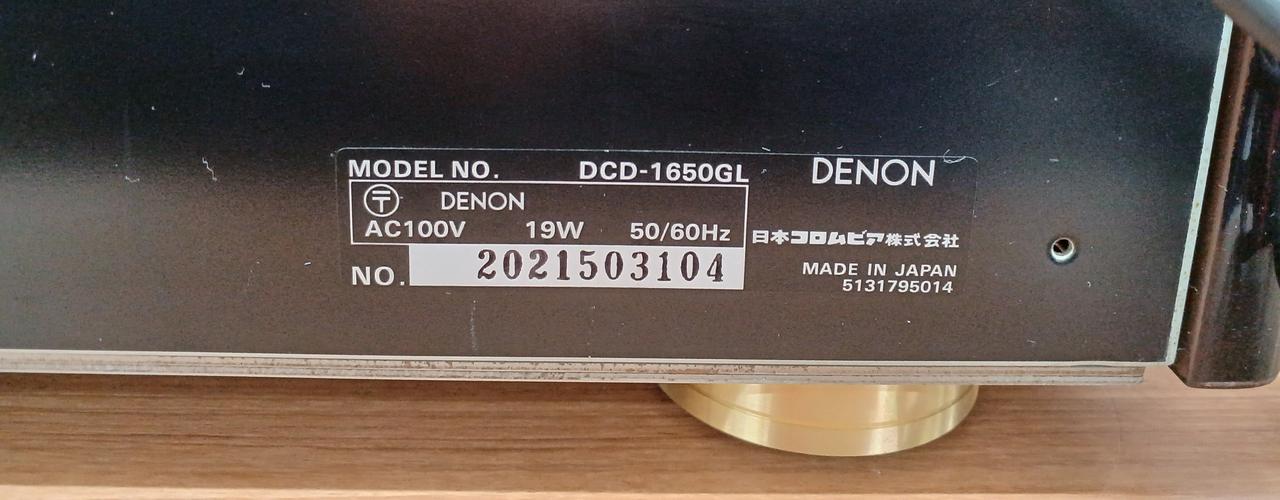 MODEL NO. DCD-1650GL
〒 DENON
AC100V 19W 50/60Hz
NO. 2021503104
DENON
日本コロムビア株式会社
MADE IN JAPAN
5131795014